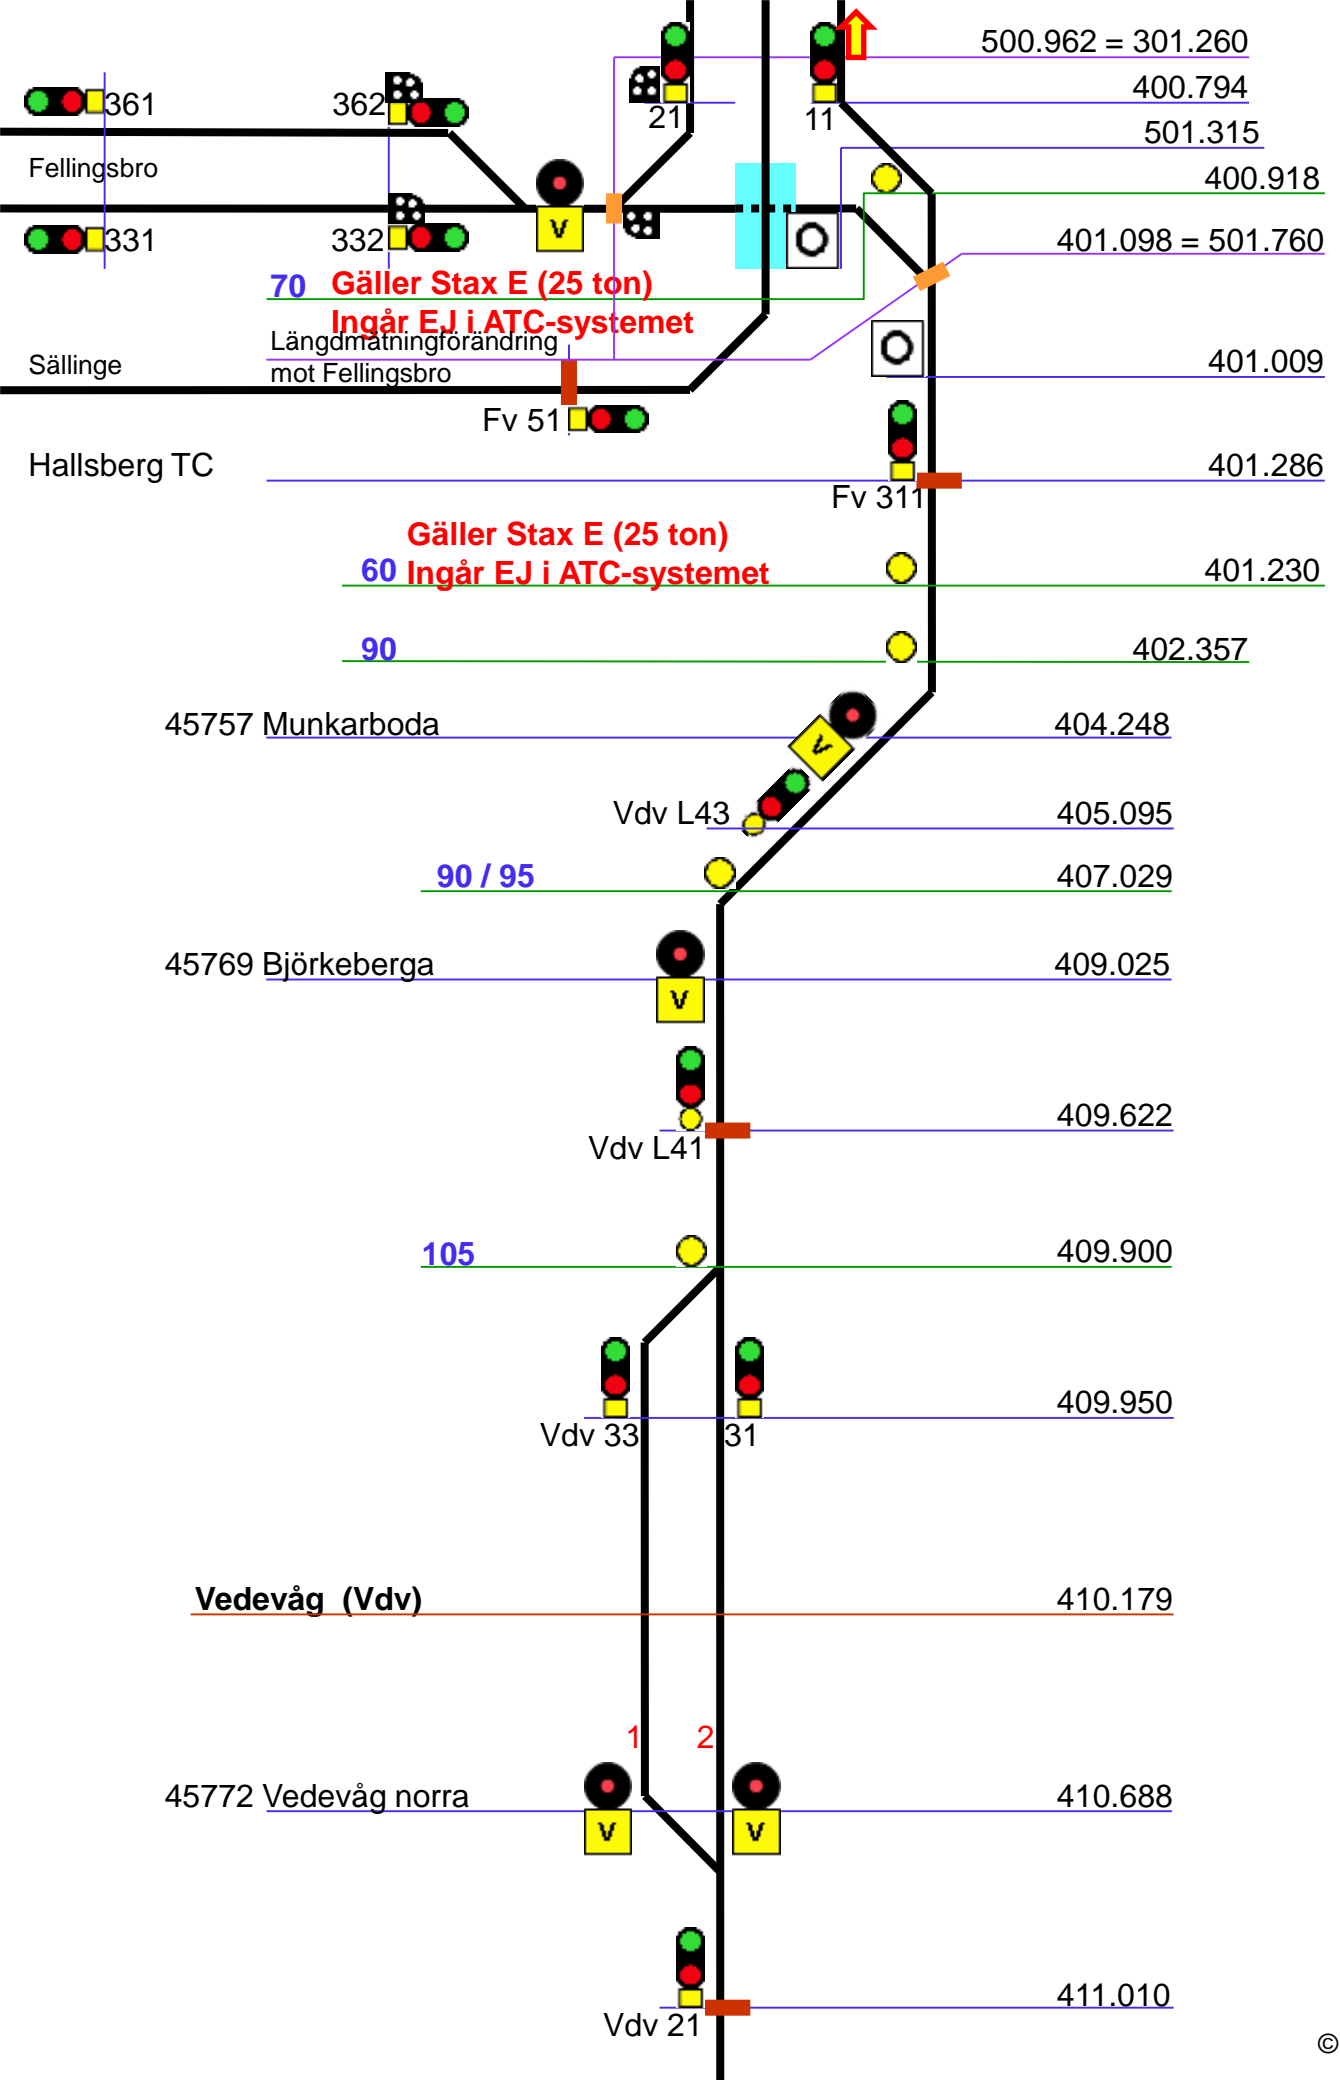 500.962 = 301.260
361
362
21
11
400.794
501.315
Fellingsbro
400.918
V
331
332
O
401.098 = 501.760
70 Gäller Stax E (25 ton)
Ingår EJ i ATC-systemet
Längdmätningförändring
mot Fellingsbro
Sällinge
O
401.009
Fv 51
Hallsberg TC
401.286
Fv 311
Gäller Stax E (25 ton)
60 Ingår EJ i ATC-systemet
401.230
90
402.357
45757 Munkarboda
404.248
V
Vdv L43
405.095
90 / 95
407.029
45769 Björkeberga
409.025
V
409.622
Vdv L41
105
409.900
409.950
Vdv 33
31
Vedevåg (Vdv)
410.179
1
2
45772 Vedevåg norra
410.688
V
V
411.010
Vdv 21
©